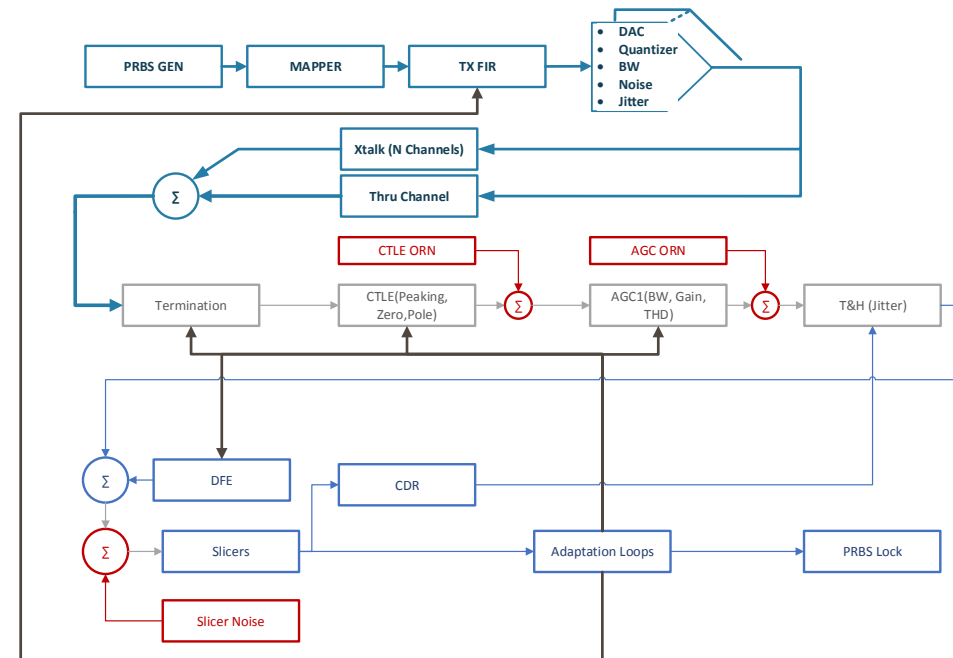 PRBS GEN
MAPPER
TX FIR
• DAC
• Quantizer
• BW
• Noise
• Jitter
Xtalk (N Channels)
Thru Channel
Σ
CTLE ORN
AGC ORN
Termination
CTLE(Peaking,
Zero,Pole)
Σ
AGC1(BW, Gain,
THD)
Σ
T&H (Jitter)
Σ
DFE
CDR
Σ
Slicers
Adaptation Loops
PRBS Lock
Slicer Noise